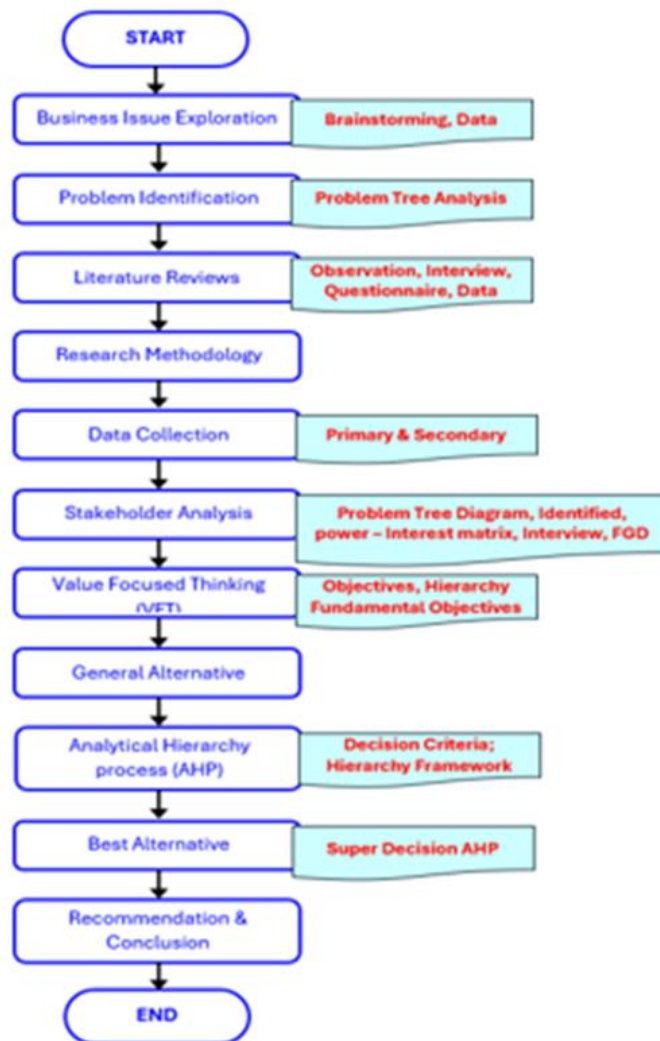 START
Business Issue Exploration
Brainstorming, Data
Problem Identification
Problem Tree Analysis
Literature Reviews
Observation, Interview,
Questionnaire, Data
Research Methodology
Data Collection
Primary & Secondary
Stakeholder Analysis
Problem Tree Diagram, Identified,
power – Interest matrix, Interview, FGD
Value Focused Thinking
(VFT)
Objectives, Hierarchy
Fundamental Objectives
General Alternative
Analytical Hierarchy
process (AHP)
Decision Criteria;
Hierarchy Framework
Best Alternative
Super Decision AHP
Recommendation &
Conclusion
END